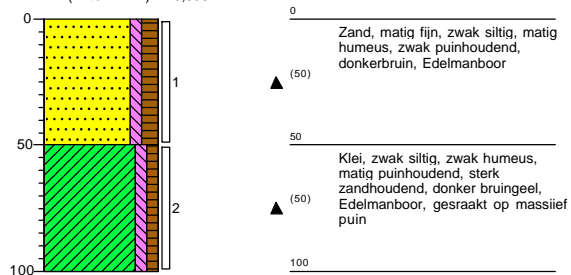 0
1
50
2
100
0
Zand, matig fijn, zwak siltig, matig
humeus, zwak puinhoudend,
donkerbruin, Edelmanboor
(50)
50
Klei, zwak siltig, zwak humeus,
matig puinhoudend, sterk
zandhoudend, donker bruingeel,
Edelmanboor, gesraakt op massiief
puin
(50)
100